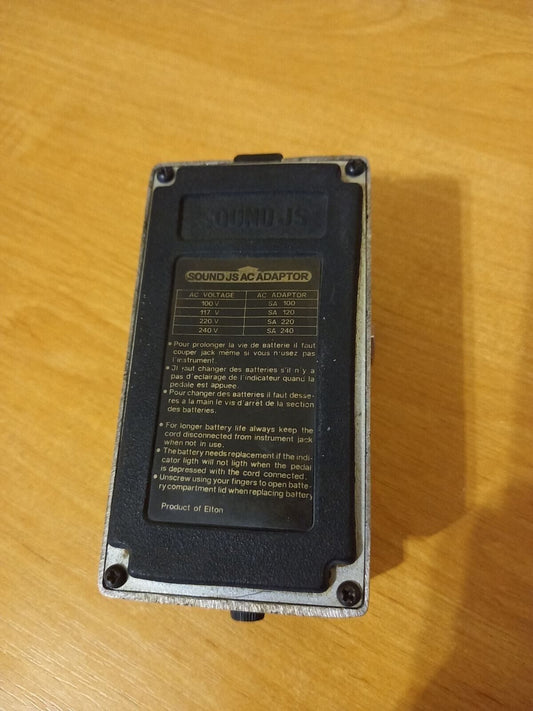 SOUND JS
SOUND JS AC ADAPTOR
AC VOLTAGE AC ADAPTOR
100 V SA 100
117 V SA 120
220 V SA 220
240 V SA 240
• Pour prolonger la vie de batterie il faut
couper jack même si vous n'usez pas
l'instrument.
• Jl faut changer des batteries s'il n'y a
pas d'eclairage de l'indicateur quand la
pedale est appuee.
• Pour changer des batteries il faut desse-
res a la main le vis d'arrêt de la section
des batteries.
• For longer battery life always keep the
cord disconnected from instrument jack
when not in use.
• The battery needs replacement if the indi-
cator ligth will not ligth when the pedal
is depressed with the cord connected.
• Unscrew using your fingers to open batte-
ry compartment lid when replacing battery
Product of Elton